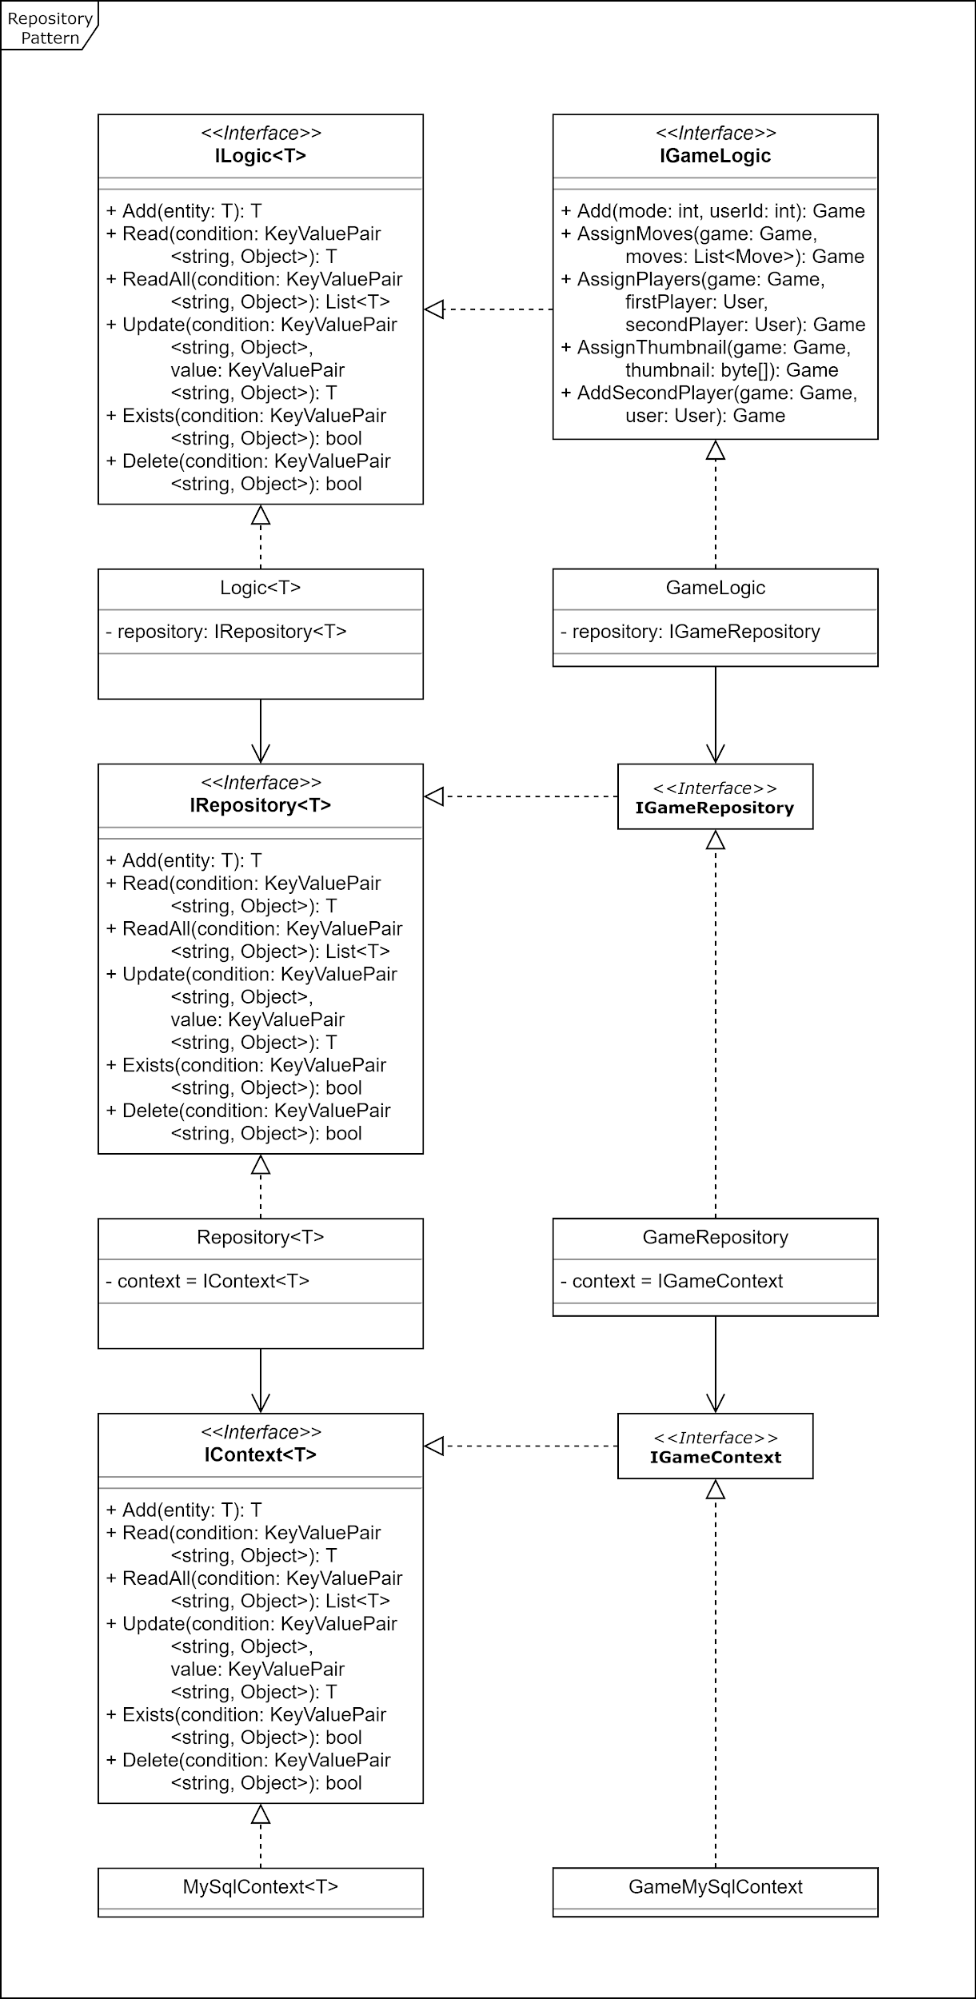 Repository
Pattern
<<Interface>>
ILogic<T>
+ Add(entity: T): T
+ Read(condition: KeyValuePair
<string, Object>): T
+ ReadAll(condition: KeyValuePair
<string, Object>): List<T>
+ Update(condition: KeyValuePair
<string, Object>,
value: KeyValuePair
<string, Object>): T
+ Exists(condition: KeyValuePair
<string, Object>): bool
+ Delete(condition: KeyValuePair
<string, Object>): bool
<<Interface>>
IGameLogic
+ Add(mode: int, userId: int): Game
+ AssignMoves(game: Game,
moves: List<Move>): Game
+ AssignPlayers(game: Game,
firstPlayer: User,
secondPlayer: User): Game
+ AssignThumbnail(game: Game,
thumbnail: byte[]): Game
+ AddSecondPlayer(game: Game,
user: User): Game
Logic<T>
- repository: IRepository<T>
GameLogic
- repository: IGameRepository
<<Interface>>
IRepository<T>
+ Add(entity: T): T
+ Read(condition: KeyValuePair
<string, Object>): T
+ ReadAll(condition: KeyValuePair
<string, Object>): List<T>
+ Update(condition: KeyValuePair
<string, Object>,
value: KeyValuePair
<string, Object>): T
+ Exists(condition: KeyValuePair
<string, Object>): bool
+ Delete(condition: KeyValuePair
<string, Object>): bool
<<Interface>>
IGameRepository
Repository<T>
- context = IContext<T>
GameRepository
- context = IGameContext
<<Interface>>
IContext<T>
+ Add(entity: T): T
+ Read(condition: KeyValuePair
<string, Object>): T
+ ReadAll(condition: KeyValuePair
<string, Object>): List<T>
+ Update(condition: KeyValuePair
<string, Object>,
value: KeyValuePair
<string, Object>): T
+ Exists(condition: KeyValuePair
<string, Object>): bool
+ Delete(condition: KeyValuePair
<string, Object>): bool
<<Interface>>
IGameContext
MySqlContext<T>
GameMySqlContext